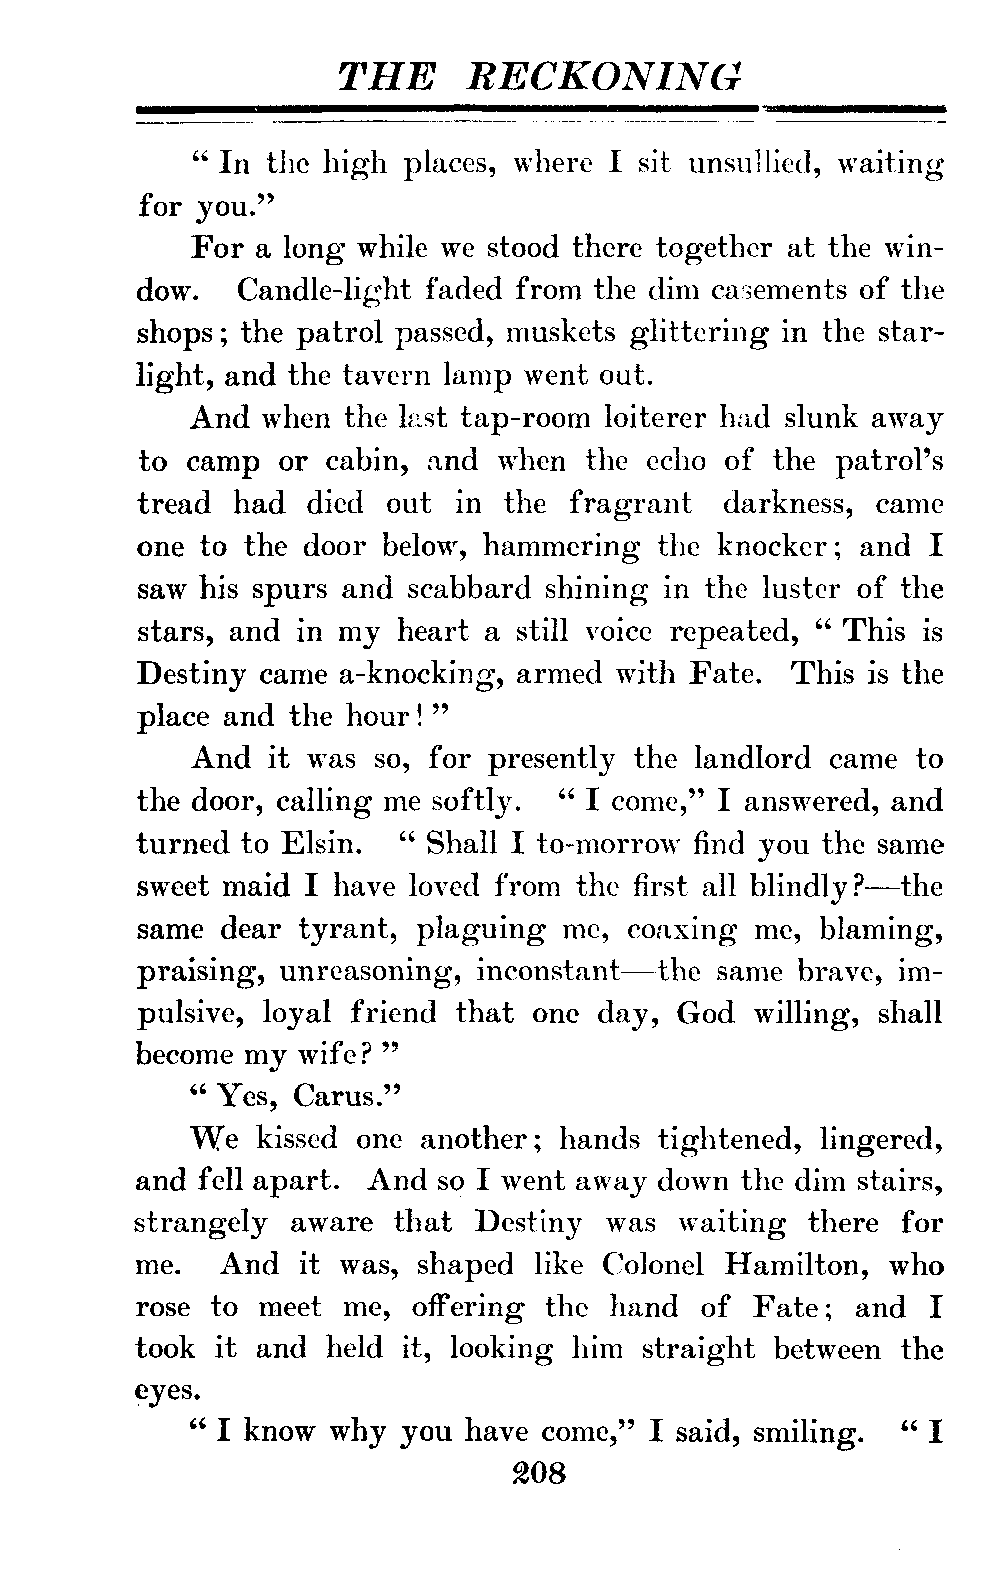 THE RECKONING
“ In the high places, where I sit unsullied, waiting
for you.”
For a long while we stood there together at the win-
dow. Candle-light faded from the dim casements of the
shops; the patrol passed, muskets glittering in the star-
light, and the tavern lamp went out.
And when the last tap-room loiterer had slunk away
to camp or cabin, and when the echo of the patrol’s
tread had died out in the fragrant darkness, came
one to the door below, hammering the knocker; and I
saw his spurs and scabbard shining in the luster of the
stars, and in my heart a still voice repeated, “ This is
Destiny came a-knocking, armed with Fate. This is the
place and the hour! ”
And it was so, for presently the landlord came to
the door, calling me softly. “ I come,” I answered, and
turned to Elsin. “ Shall I to-morrow find you the same
sweet maid I have loved from the first all blindly?—the
same dear tyrant, plaguing me, coaxing me, blaming,
praising, unreasoning, inconstant—the same brave, im-
pulsive, loyal friend that one day, God willing, shall
become my wife? ”
“ Yes, Carus.”
We kissed one another; hands tightened, lingered,
and fell apart. And so I went away down the dim stairs,
strangely aware that Destiny was waiting there for
me. And it was, shaped like Colonel Hamilton, who
rose to meet me, offering the hand of Fate; and I
took it and held it, looking him straight between the
eyes.
“ I know why you have come,” I said, smiling. “ I
208